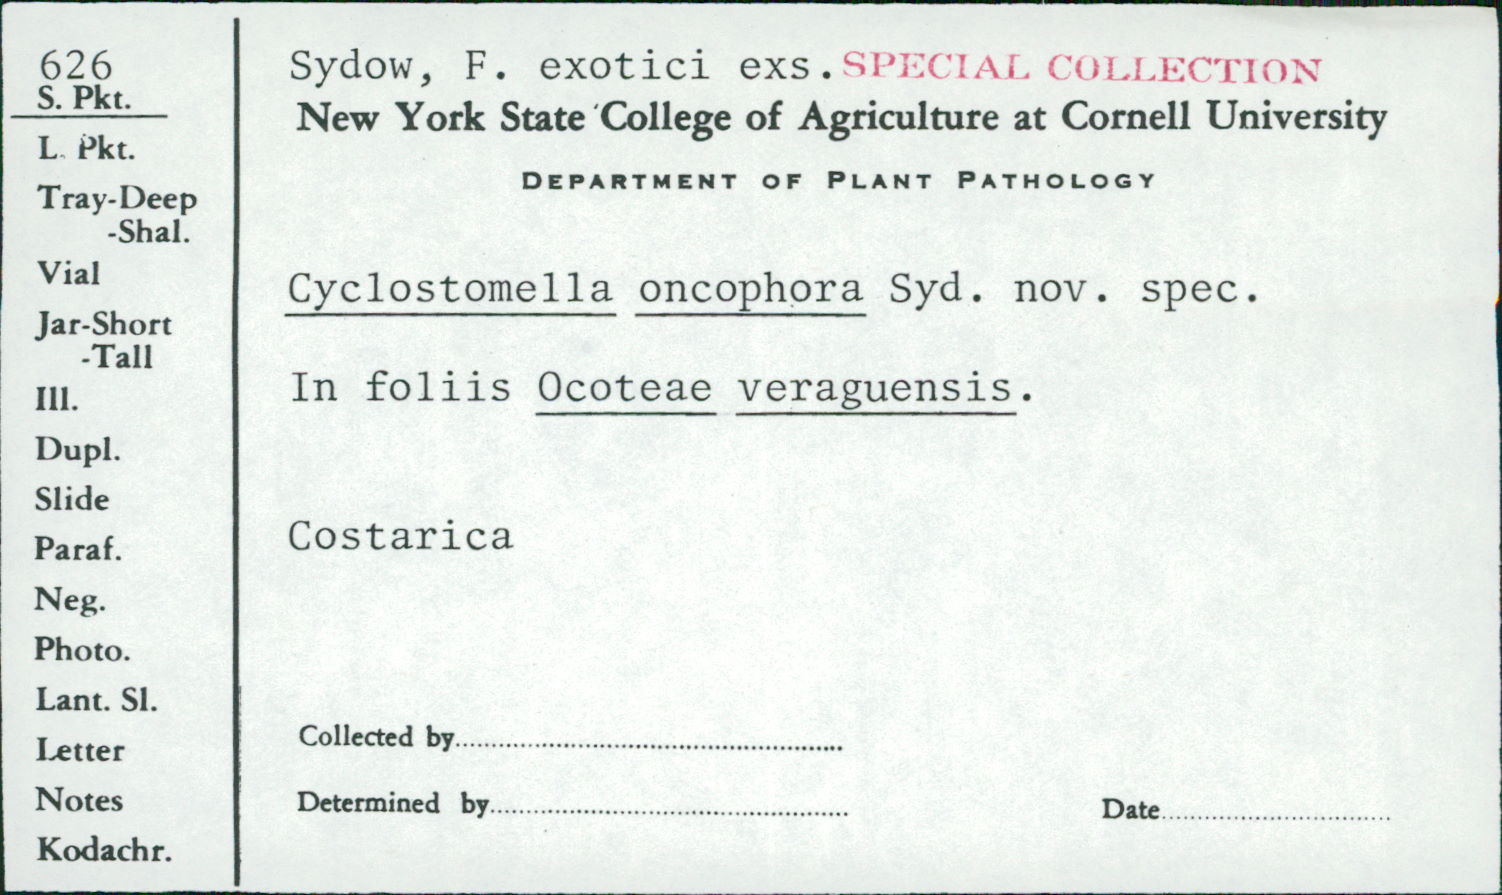 626
S. Pkt.
L. Pkt.
Tray-Deep
-Shal.
Vial
Jar-Short
-Tall
Ill.
Dupl.
Slide
Paraf.
Neg.
Photo.
Lant. Sl.
Letter
Notes
Kodachr.
Sydow, F. exotici exs. SPECIAL COLLECTION
New York State College of Agriculture at Cornell University
DEPARTMENT OF PLANT PATHOLOGY
Cyclostomella oncophora Syd. nov. spec.
In foliis Ocoteae veraguensis.
Costarica
Collected by
Determined by
Date